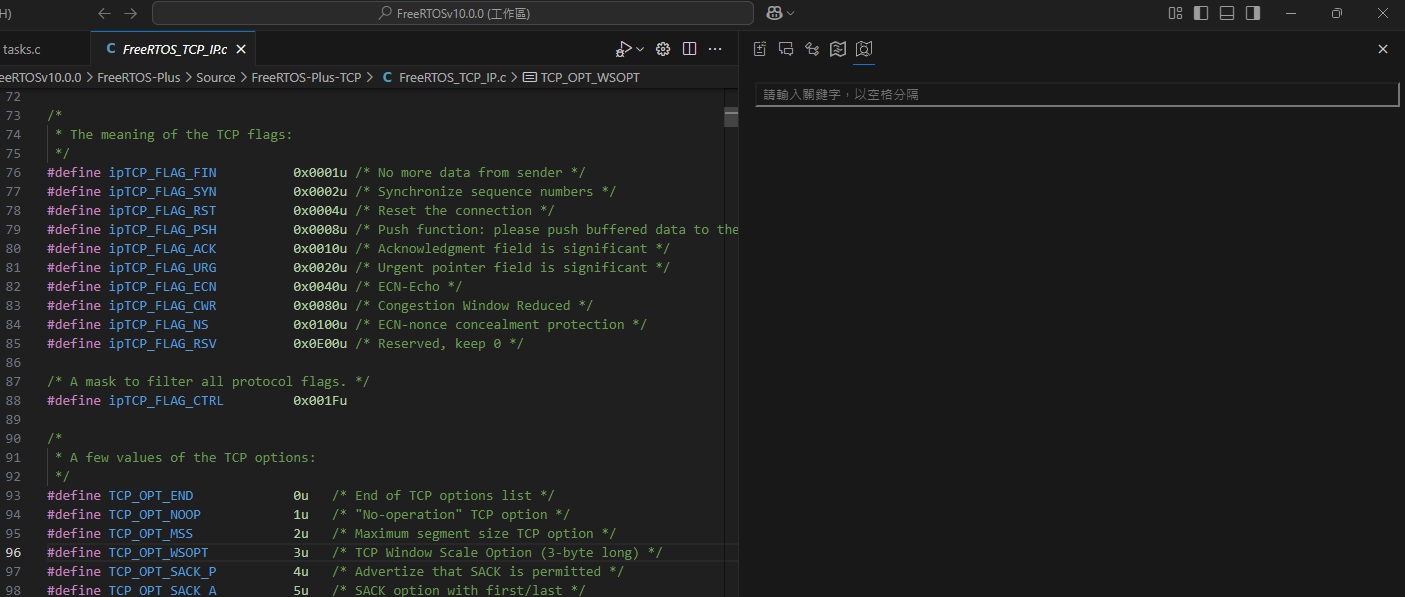 H)
FreeRTOSv10.0.0 (工作區)
tasks.c
C FreeRTOS_TCP_IP.c
eeRTOSv10.0.0 > FreeRTOS-Plus > Source > FreeRTOS-Plus-TCP > C FreeRTOS_TCP_IP.c > TCP_OPT_WSOPT
請輸入關鍵字，以空格分隔
72
73 /*
74 * The meaning of the TCP flags:
75 */
76 #define ipTCP_FLAG_FIN 0x0001u /* No more data from sender */
77 #define ipTCP_FLAG_SYN 0x0002u /* Synchronize sequence numbers */
78 #define ipTCP_FLAG_RST 0x0004u /* Reset the connection */
79 #define ipTCP_FLAG_PSH 0x0008u /* Push function: please push buffered data to the
80 #define ipTCP_FLAG_ACK 0x0010u /* Acknowledgment field is significant */
81 #define ipTCP_FLAG_URG 0x0020u /* Urgent pointer field is significant */
82 #define ipTCP_FLAG_ECN 0x0040u /* ECN-Echo */
83 #define ipTCP_FLAG_CWR 0x0080u /* Congestion Window Reduced */
84 #define ipTCP_FLAG_NS 0x0100u /* ECN-nonce concealment protection */
85 #define ipTCP_FLAG_RSV 0x0E00u /* Reserved, keep 0 */
86
87 /* A mask to filter all protocol flags. */
88 #define ipTCP_FLAG_CTRL 0x001Fu
89
90 /*
91 * A few values of the TCP options:
92 */
93 #define TCP_OPT_END 0u /* End of TCP options list */
94 #define TCP_OPT_NOOP 1u /* "No-operation" TCP option */
95 #define TCP_OPT_MSS 2u /* Maximum segment size TCP option */
96 #define TCP_OPT_WSOPT 3u /* TCP Window Scale Option (3-byte long) */
97 #define TCP_OPT_SACK_P 4u /* Advertize that SACK is permitted */
98 #define TCP_OPT_SACK_A 5u /* SACK option with first/last */